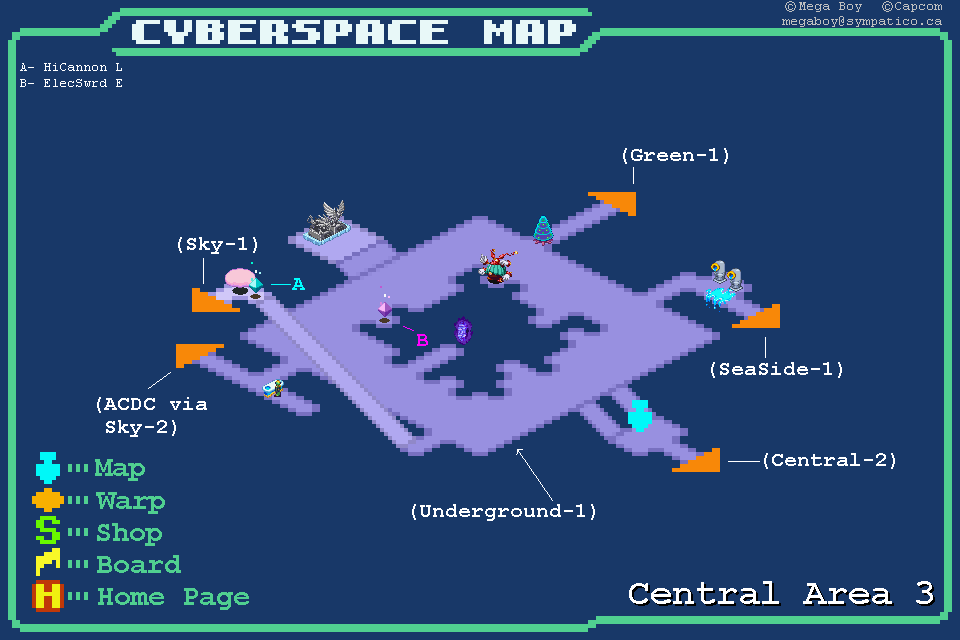 ©Mega Boy ©Capcom
megaboy@sympatico.ca
CYBERSPACE MAP
A- HiCannon L
B- ElecSwrd E
(Green-1)
(Sky-1)
A
B
(SeaSide-1)
(ACDC via
Sky-2)
(Central-2)
(Underground-1)
Map
Warp
S Shop
Board
H Home Page
Central Area 3